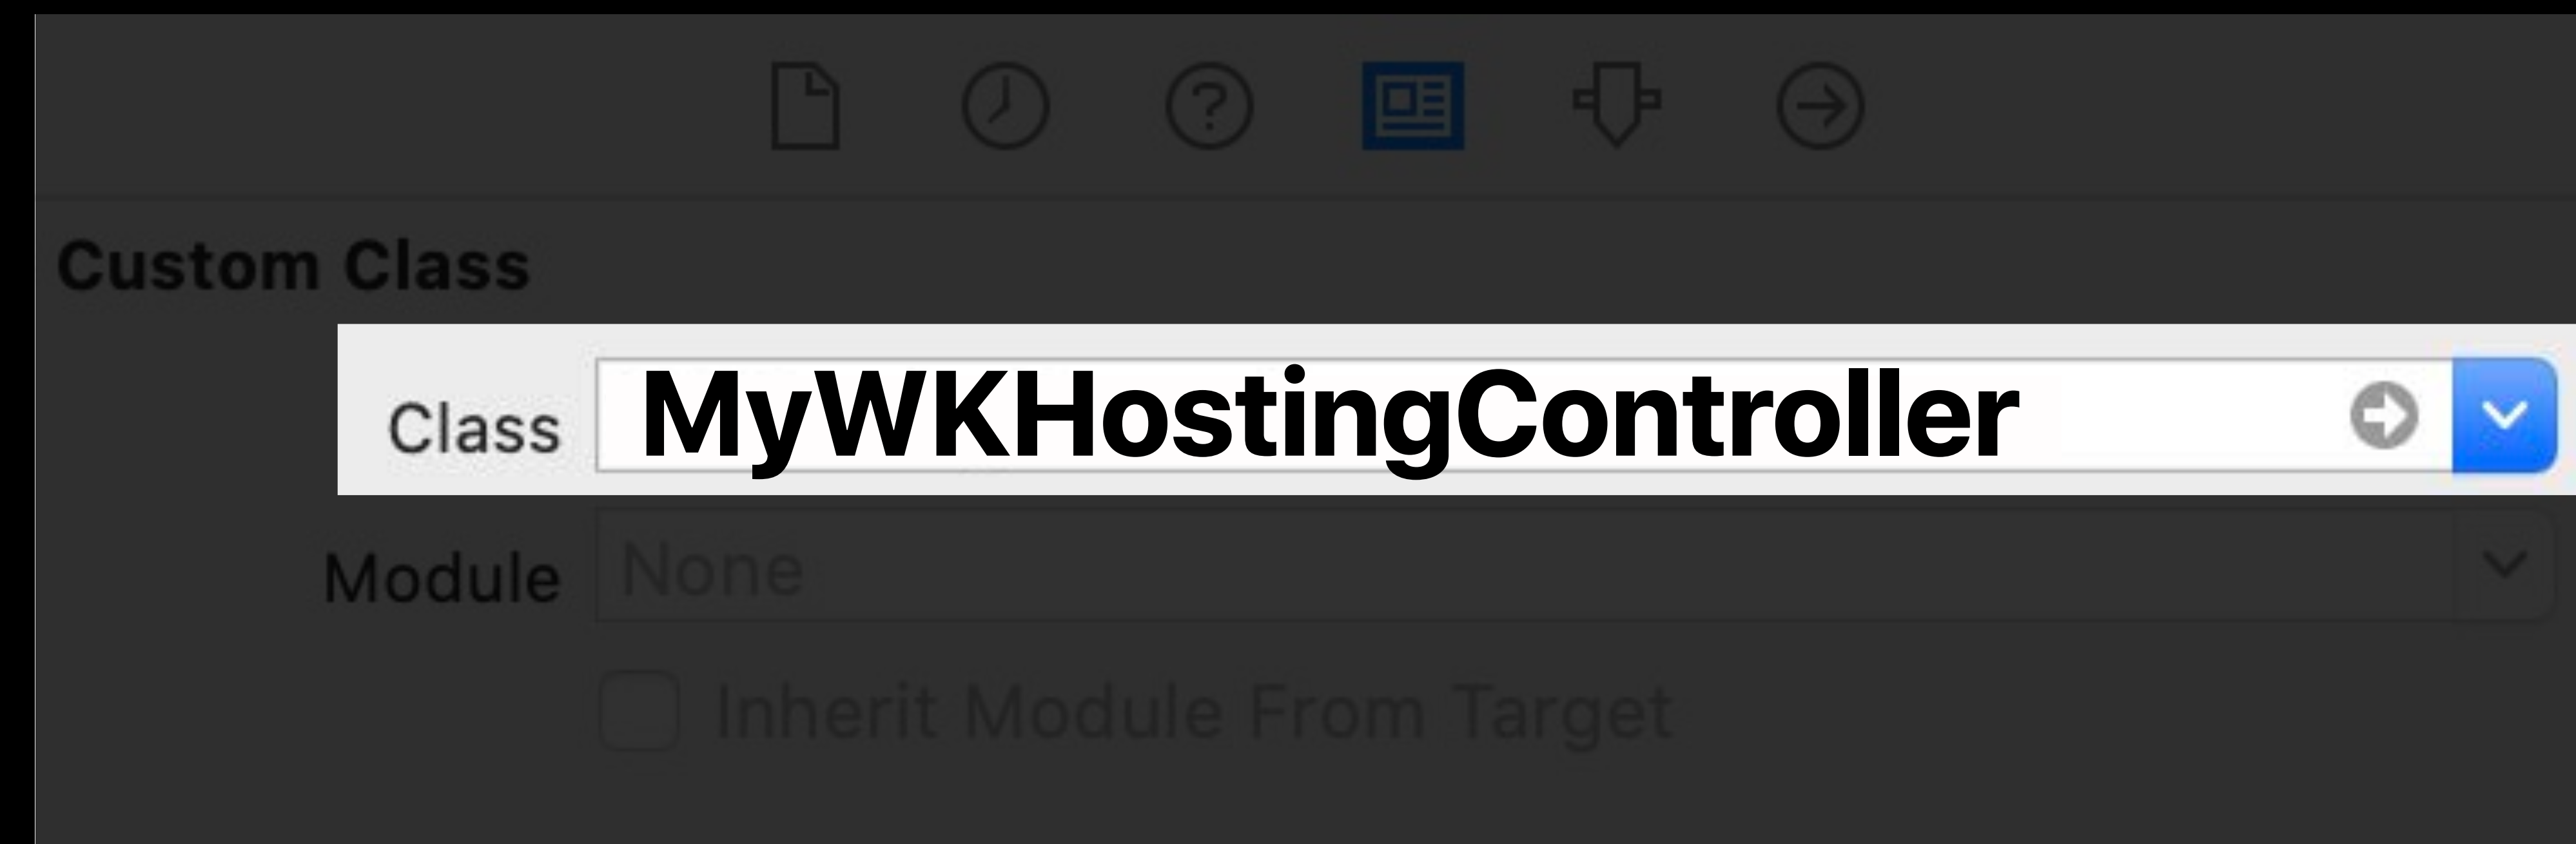 Custom Class
Class MyWKHostingController
Module None
Inherit Module From Target